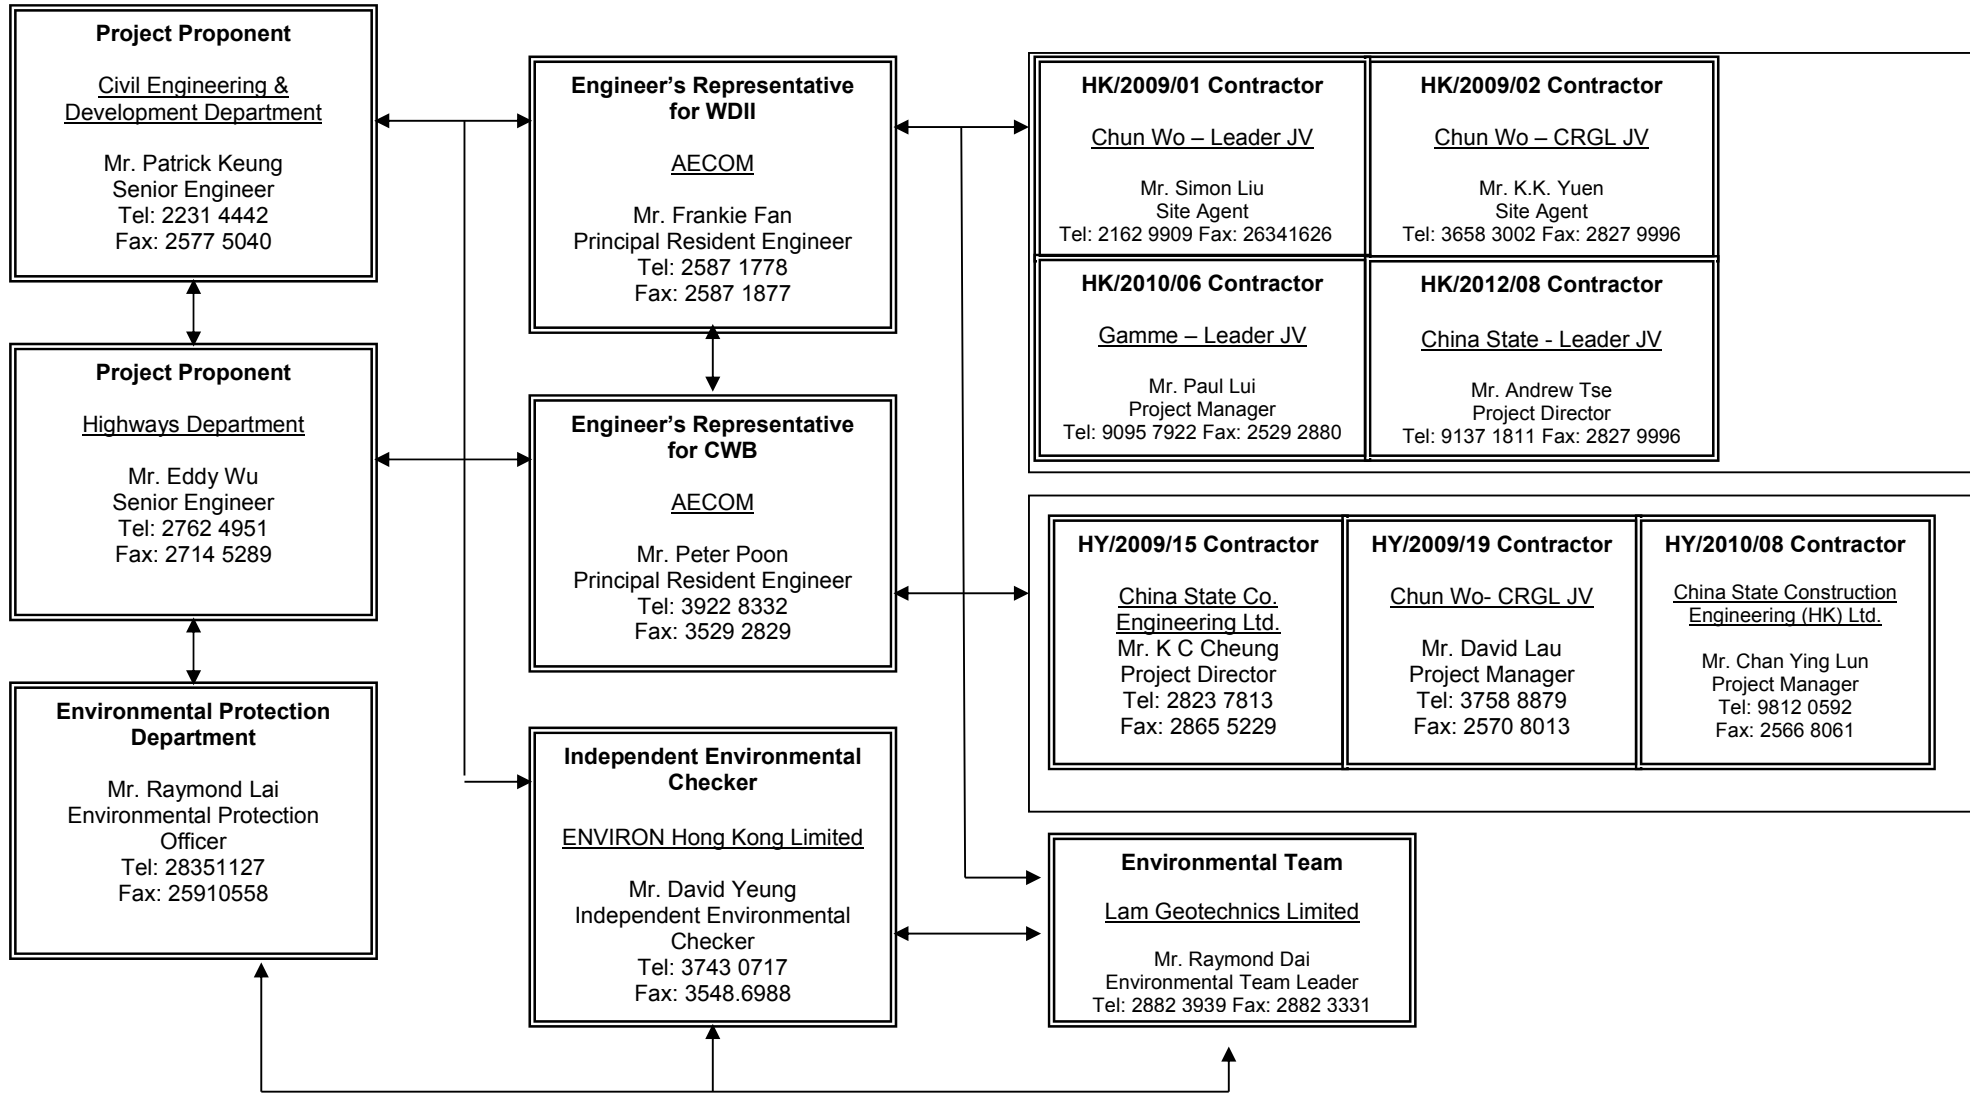 Project Proponent
Civil Engineering &
Development Department
Mr. Patrick Keung
Senior Engineer
Tel: 2231 4442
Fax: 2577 5040
Project Proponent
Highways Department
Mr. Eddy Wu
Senior Engineer
Tel: 2762 4951
Fax: 2714 5289
Environmental Protection
Department
Mr. Raymond Lai
Environmental Protection
Officer
Tel: 28351127
Fax: 25910558
Engineer’s Representative
for WDII
AECOM
Mr. Frankie Fan
Principal Resident Engineer
Tel: 2587 1778
Fax: 2587 1877
Engineer’s Representative
for CWB
AECOM
Mr. Peter Poon
Principal Resident Engineer
Tel: 3922 8332
Fax: 3529 2829
Independent Environmental
Checker
ENVIRON Hong Kong Limited
Mr. David Yeung
Independent Environmental
Checker
Tel: 3743 0717
Fax: 3548.6988
HK/2009/01 Contractor
Chun Wo – Leader JV
Mr. Simon Liu
Site Agent
Tel: 2162 9909 Fax: 26341626
HK/2009/02 Contractor
Chun Wo – CRGL JV
Mr. K.K. Yuen
Site Agent
Tel: 3658 3002 Fax: 2827 9996
HK/2010/06 Contractor
Gamme – Leader JV
Mr. Paul Lui
Project Manager
Tel: 9095 7922 Fax: 2529 2880
HK/2012/08 Contractor
China State - Leader JV
Mr. Andrew Tse
Project Director
Tel: 9137 1811 Fax: 2827 9996
HY/2009/15 Contractor
China State Co.
Engineering Ltd.
Mr. K C Cheung
Project Director
Tel: 2823 7813
Fax: 2865 5229
HY/2009/19 Contractor
Chun Wo- CRGL JV
Mr. David Lau
Project Manager
Tel: 3758 8879
Fax: 2570 8013
HY/2010/08 Contractor
China State Construction
Engineering (HK) Ltd.
Mr. Chan Ying Lun
Project Manager
Tel: 9812 0592
Fax: 2566 8061
Environmental Team
Lam Geotechnics Limited
Mr. Raymond Dai
Environmental Team Leader
Tel: 2882 3939 Fax: 2882 3331